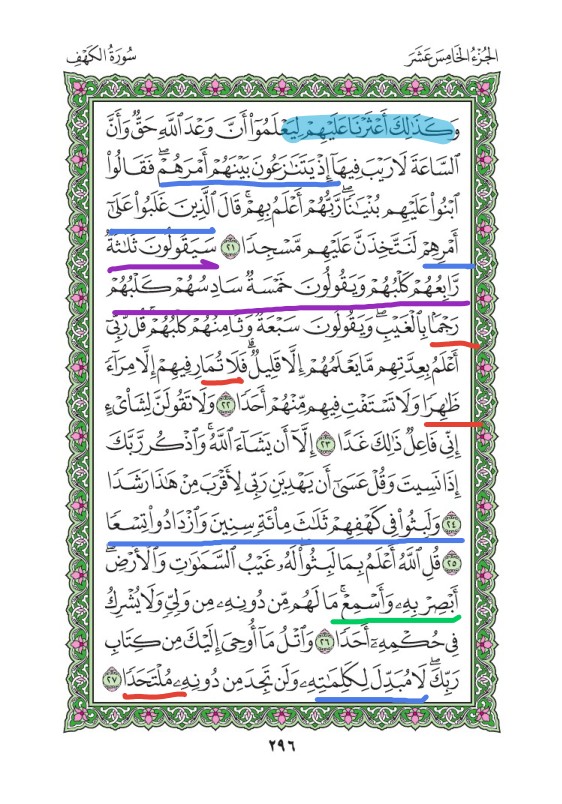 الجُزْءُ الخَامِسَ عَشَرَ
سُورَةُ الكَهْفِ
وَكَذَٰلِكَ أَعْثَرْنَا عَلَيْهِمْ لِيَعْلَمُوٓا۟ أَنَّ وَعْدَ ٱللَّهِ حَقٌّ وَأَنَّ
ٱلسَّاعَةَ لَا رَيْبَ فِيهَآ إِذْ يَتَنَٰزَعُونَ بَيْنَهُمْ أَمْرَهُمْ ۖ فَقَالُوا۟
ٱبْنُوا۟ عَلَيْهِم بُنْيَٰنًا ۖ رَّبُّهُمْ أَعْلَمُ بِهِمْ ۚ قَالَ ٱلَّذِينَ غَلَبُوا۟ عَلَىٰٓ
أَمْرِهِمْ لَنَتَّخِذَنَّ عَلَيْهِم مَّسْجِدًا ٢١ سَيَقُولُونَ ثَلَٰثَةٌ
رَّابِعُهُمْ كَلْبُهُمْ وَيَقُولُونَ خَمْسَةٌ سَادِسُهُمْ كَلْبُهُمْ
رَجْمًۢا بِٱلْغَيْبِ ۖ وَيَقُولُونَ سَبْعَةٌ وَثَامِنُهُمْ كَلْبُهُمْ ۚ قُل رَّبِّىٓ
أَعْلَمُ بِعِدَّتِهِم مَّا يَعْلَمُهُمْ إِلَّا قَلِيلٌ ۗ فَلَا تُمَارِ فِيهِمْ إِلَّا مِرَآءً
ظَٰهِرًا وَلَا تَسْتَفْتِ فِيهِم مِّنْهُمْ أَحَدًا ٢٢ وَلَا تَقُولَنَّ لِشَا۟ىْءٍ
إِنِّى فَاعِلٌ ذَٰلِكَ غَدًا ٢٣ إِلَّآ أَن يَشَآءَ ٱللَّهُ ۚ وَٱذْكُر رَّبَّكَ
إِذَا نَسِيتَ وَقُلْ عَسَىٰٓ أَن يَهْدِيَنِ رَبِّى لِأَقْرَبَ مِنْ هَٰذَا رَشَدًا
٢٤ وَلَبِثُوا۟ فِى كَهْفِهِمْ ثَلَٰثَ مِا۟ئَةٍ سِنِينَ وَٱزْدَادُوا۟ تِسْعًا
٢٥ قُلِ ٱللَّهُ أَعْلَمُ بِمَا لَبِثُوا۟ ۖ لَهُۥ غَيْبُ ٱلسَّمَٰوَٰتِ وَٱلْأَرْضِ ۖ
أَبْصِرْ بِهِۦ وَأَسْمِعْ ۚ مَا لَهُم مِّن دُونِهِۦ مِن وَلِىٍّ وَلَا يُشْرِكُ
فِى حُكْمِهِۦٓ أَحَدًا ٢٦ وَٱتْلُ مَآ أُوحِىَ إِلَيْكَ مِن كِتَابِ
رَبِّكَ ۖ لَا مُبَدِّلَ لِكَلِمَٰتِهِۦ وَلَن تَجِدَ مِن دُونِهِۦ مُلْتَحَدًا ٢٧
٢٩٦